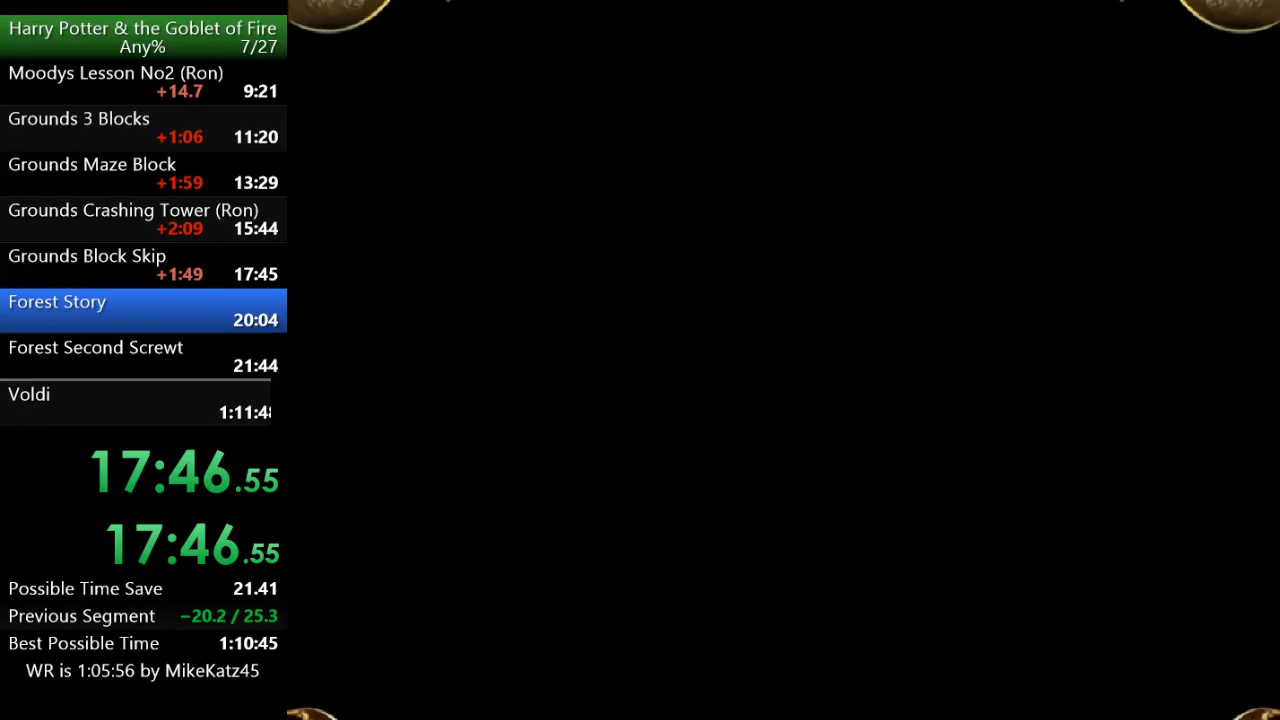 Harry Potter & the Goblet of Fire
Any% 7/27
Moodys Lesson No2 (Ron)
+14.7 9:21
Grounds 3 Blocks
+1:06 11:20
Grounds Maze Block
+1:59 13:29
Grounds Crashing Tower (Ron)
+2:09 15:44
Grounds Block Skip
+1:49 17:45
Forest Story
20:04
Forest Second Screwt
21:44
Voldi
1:11:48
17:46.55
17:46.55
Possible Time Save 21.41
Previous Segment −20.2 / 25.3
Best Possible Time 1:10:45
WR is 1:05:56 by MikeKatz45